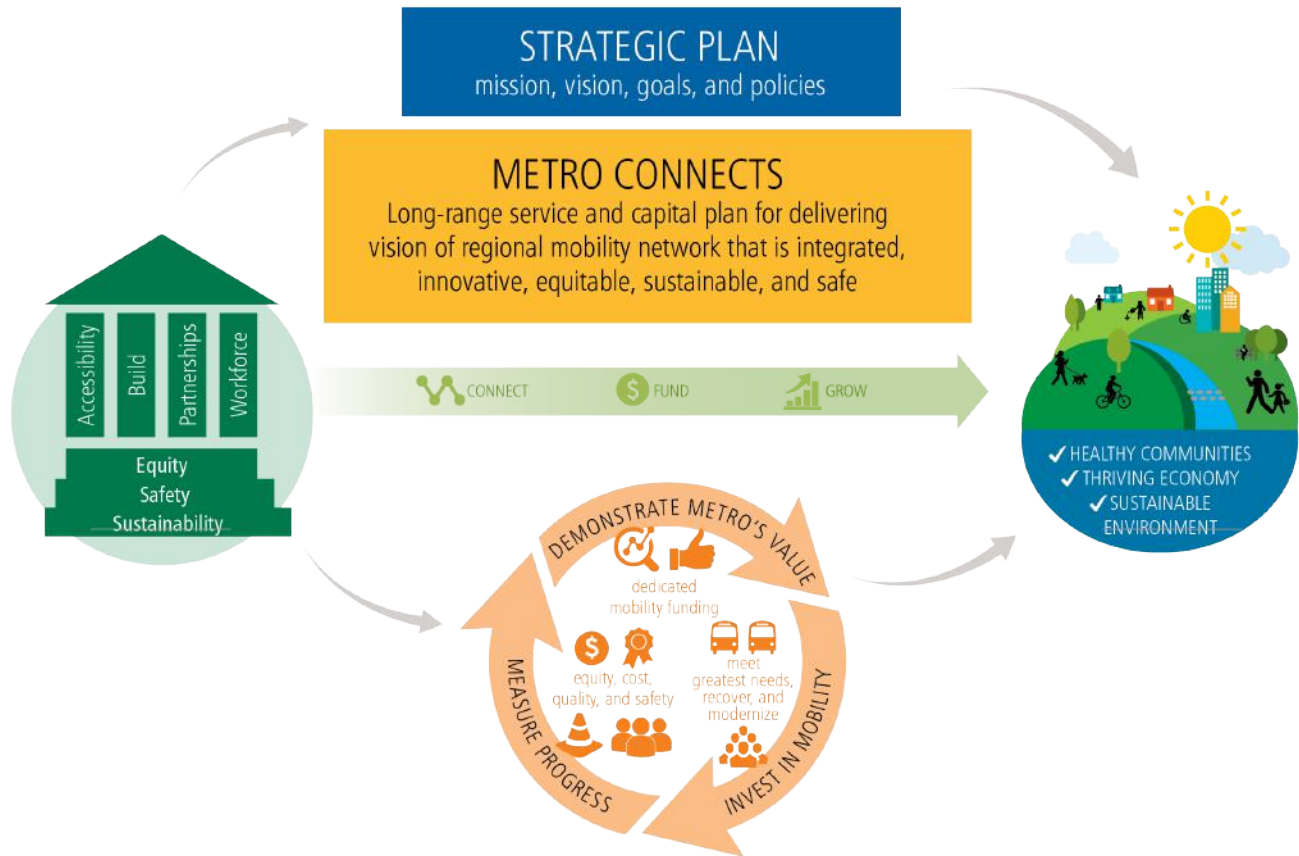 STRATEGIC PLAN
mission, vision, goals, and policies
METRO CONNECTS
Long-range service and capital plan for delivering
vision of regional mobility network that is integrated,
innovative, equitable, sustainable, and safe
Accessibility
Build
Partnerships
Workforce
Equity
Safety
Sustainability
CONNECT
$ FUND
GROW
✓ HEALTHY COMMUNITIES
✓ THRIVING ECONOMY
✓ SUSTAINABLE
ENVIRONMENT
DEMONSTRATE METRO'S VALUE
dedicated
mobility funding
INVEST IN MOBILITY
meet
greatest needs,
recover, and
modernize
MEASURE PROGRESS
$
equity, cost,
quality, and safety